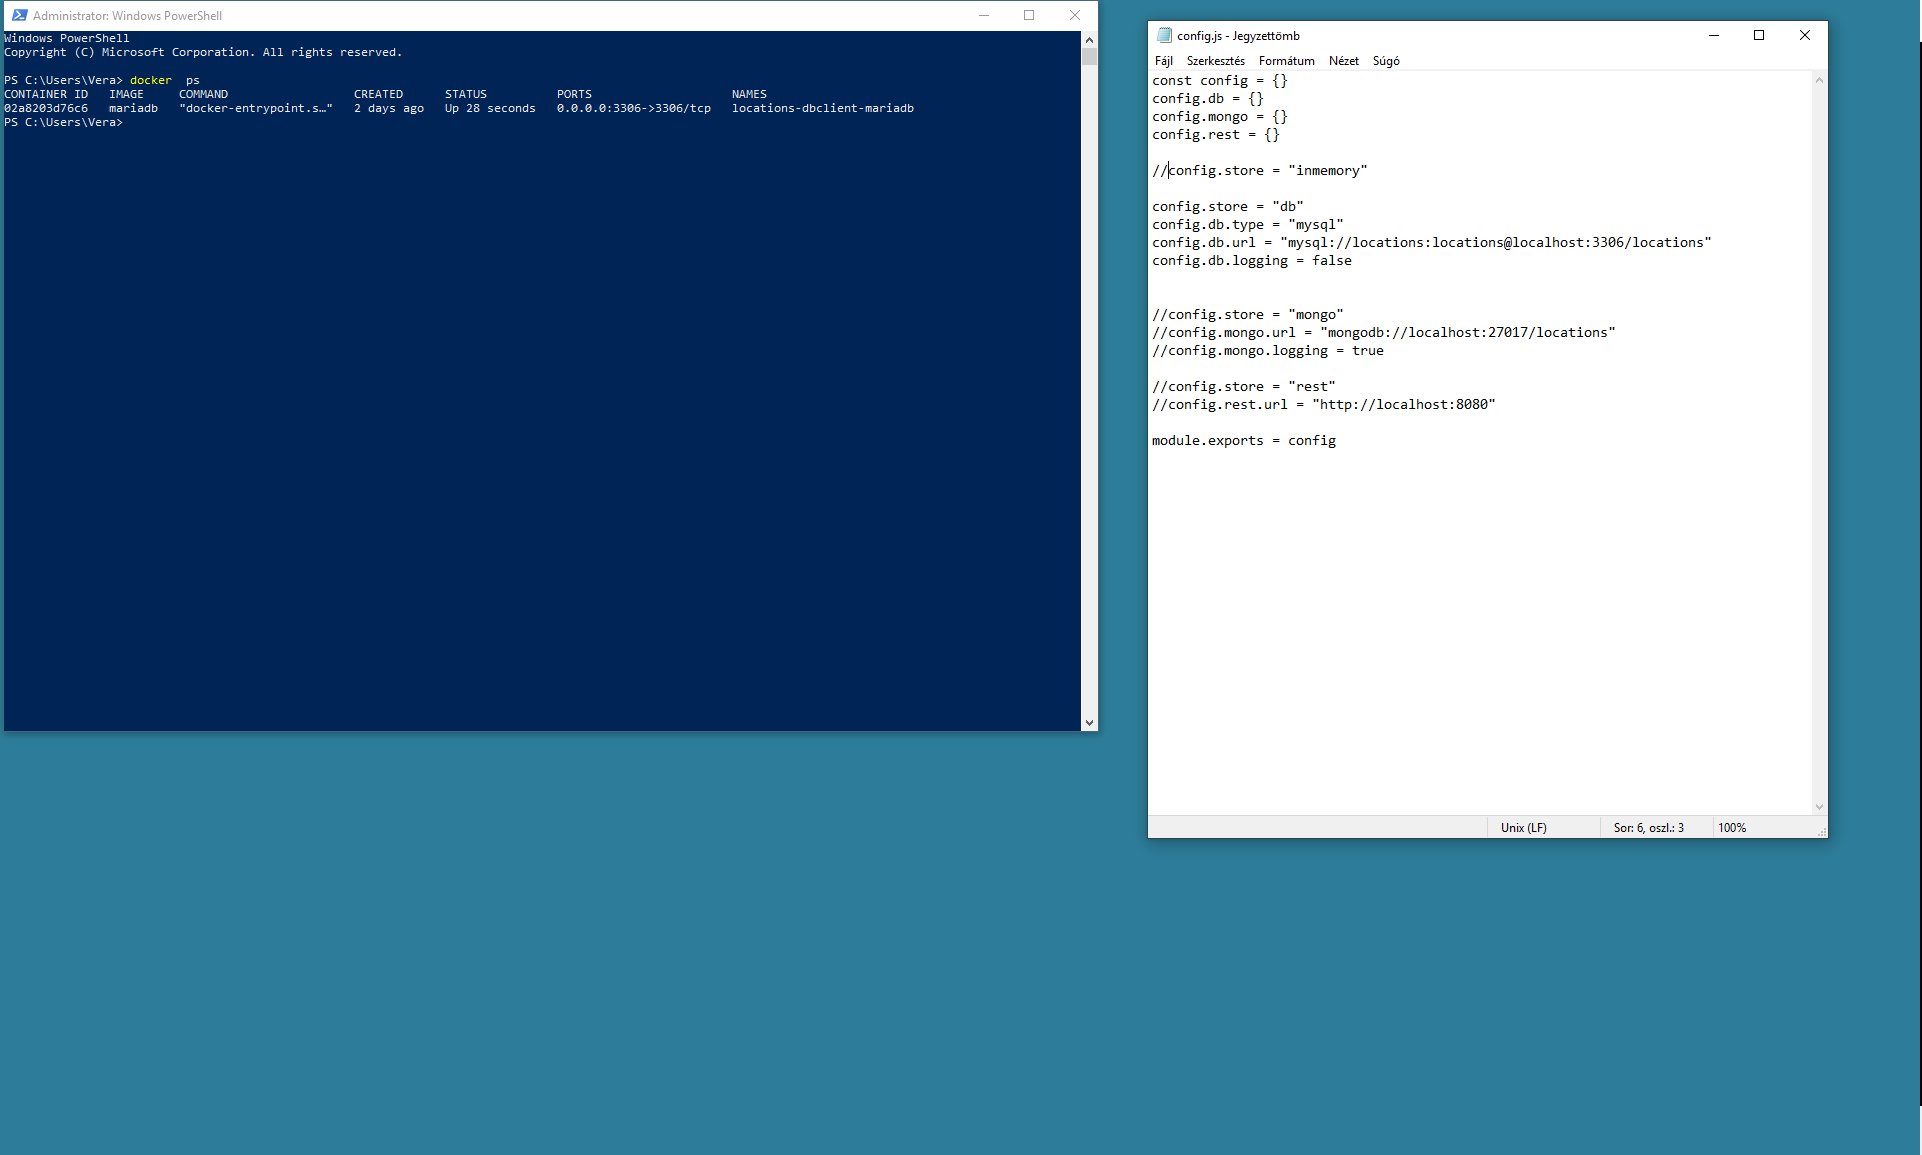 Administrator: Windows PowerShell
Windows PowerShell
Copyright (C) Microsoft Corporation. All rights reserved.
PS C:\Users\Vera> docker  ps
CONTAINER ID   IMAGE     COMMAND                  CREATED      STATUS          PORTS                    NAMES
02a8203d76c6   mariadb   "docker-entrypoint.s…"   2 days ago   Up 28 seconds   0.0.0.0:3306->3306/tcp   locations-dbclient-mariadb
PS C:\Users\Vera>
config.js - Jegyzettömb
Fájl Szerkesztés Formátum Nézet Súgó
const config = {}
config.db = {}
config.mongo = {}
config.rest = {}
//config.store = "inmemory"
config.store = "db"
config.db.type = "mysql"
config.db.url = "mysql://locations:locations@localhost:3306/locations"
config.db.logging = false
//config.store = "mongo"
//config.mongo.url = "mongodb://localhost:27017/locations"
//config.mongo.logging = true
//config.store = "rest"
//config.rest.url = "http://localhost:8080"
module.exports = config
Unix (LF) Sor: 6, oszl.: 3 100%